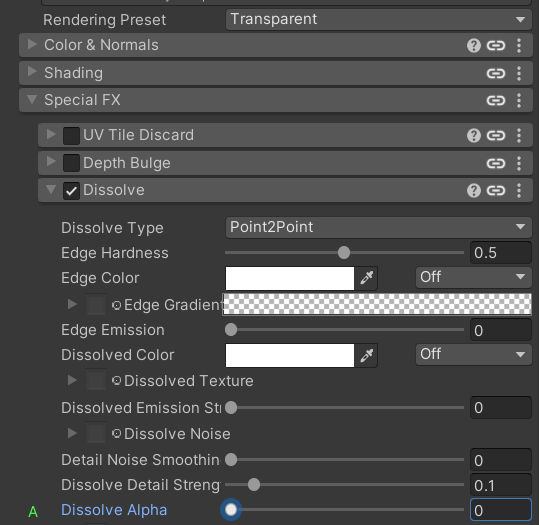 Rendering Preset Transparent
Color & Normals ?
Shading
Special FX
UV Tile Discard ?
Depth Bulge
Dissolve ?
Dissolve Type Point2Point
Edge Hardness 0.5
Edge Color Off
Edge Gradient
Edge Emission 0
Dissolved Color Off
Dissolved Texture
Dissolved Emission Str 0
Dissolve Noise
Detail Noise Smoothin 0
Dissolve Detail Streng 0.1
A Dissolve Alpha 0